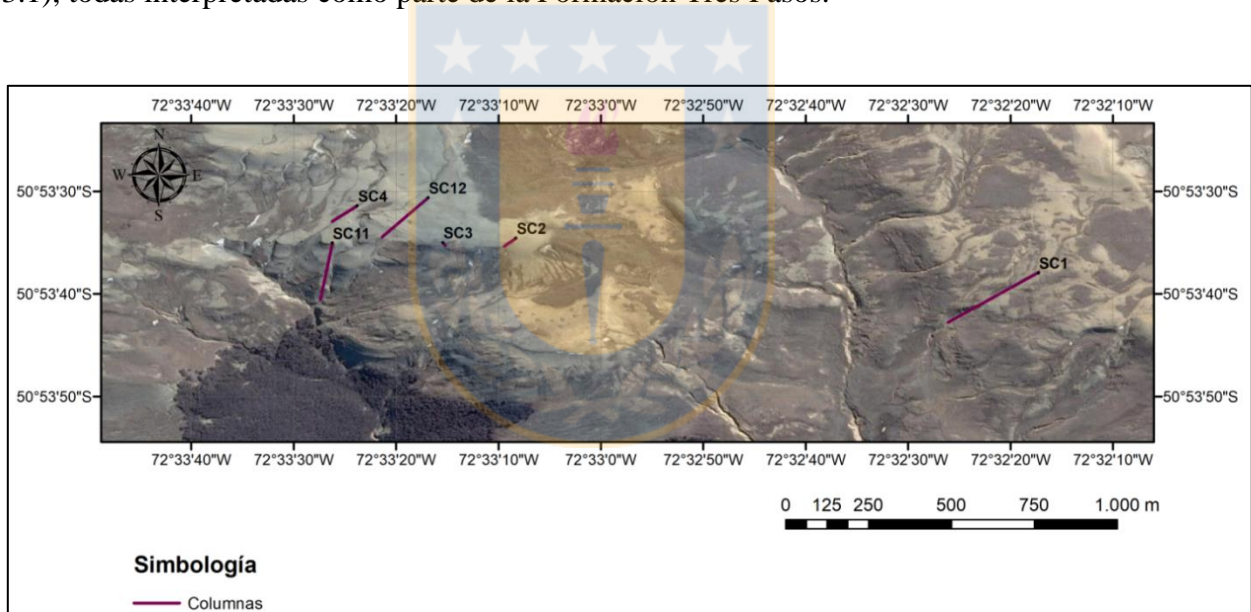 3.1), todas interpretadas como parte de la Formación Tres Pasos.
72°33'40"W 72°33'30"W 72°33'20"W 72°33'10"W 72°33'0"W 72°32'50"W 72°32'40"W 72°32'30"W 72°32'20"W 72°32'10"W
N
W E
S
50°53'30"S 50°53'30"S
SC4 SC12
SC11 SC3 SC2
SC1
50°53'40"S 50°53'40"S
50°53'50"S 50°53'50"S
72°33'40"W 72°33'30"W 72°33'20"W 72°33'10"W 72°33'0"W 72°32'50"W 72°32'40"W 72°32'30"W 72°32'20"W 72°32'10"W
0 125 250 500 750 1.000 m
Simbología
Columnas